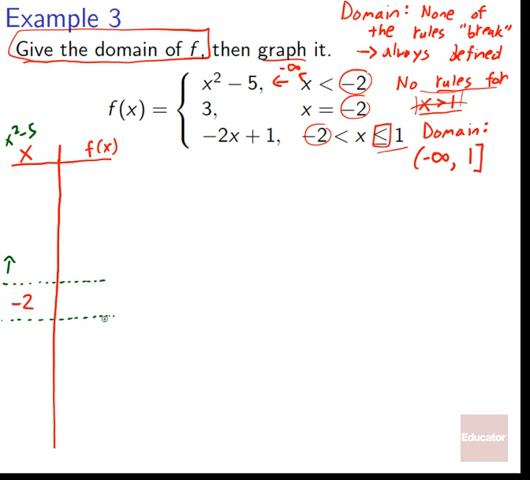 Example 3
Give the domain of f, then graph it.
f(x) = { x² − 5, x < −2
3, x = −2
−2x + 1, −2 < x ≤ 1
Domain: None of
the rules "break"
→ always defined
No rules for
x > 1
Domain:
(-∞, 1]
-∞ ←
x²-5
x f(x)
↑
-2
Educator